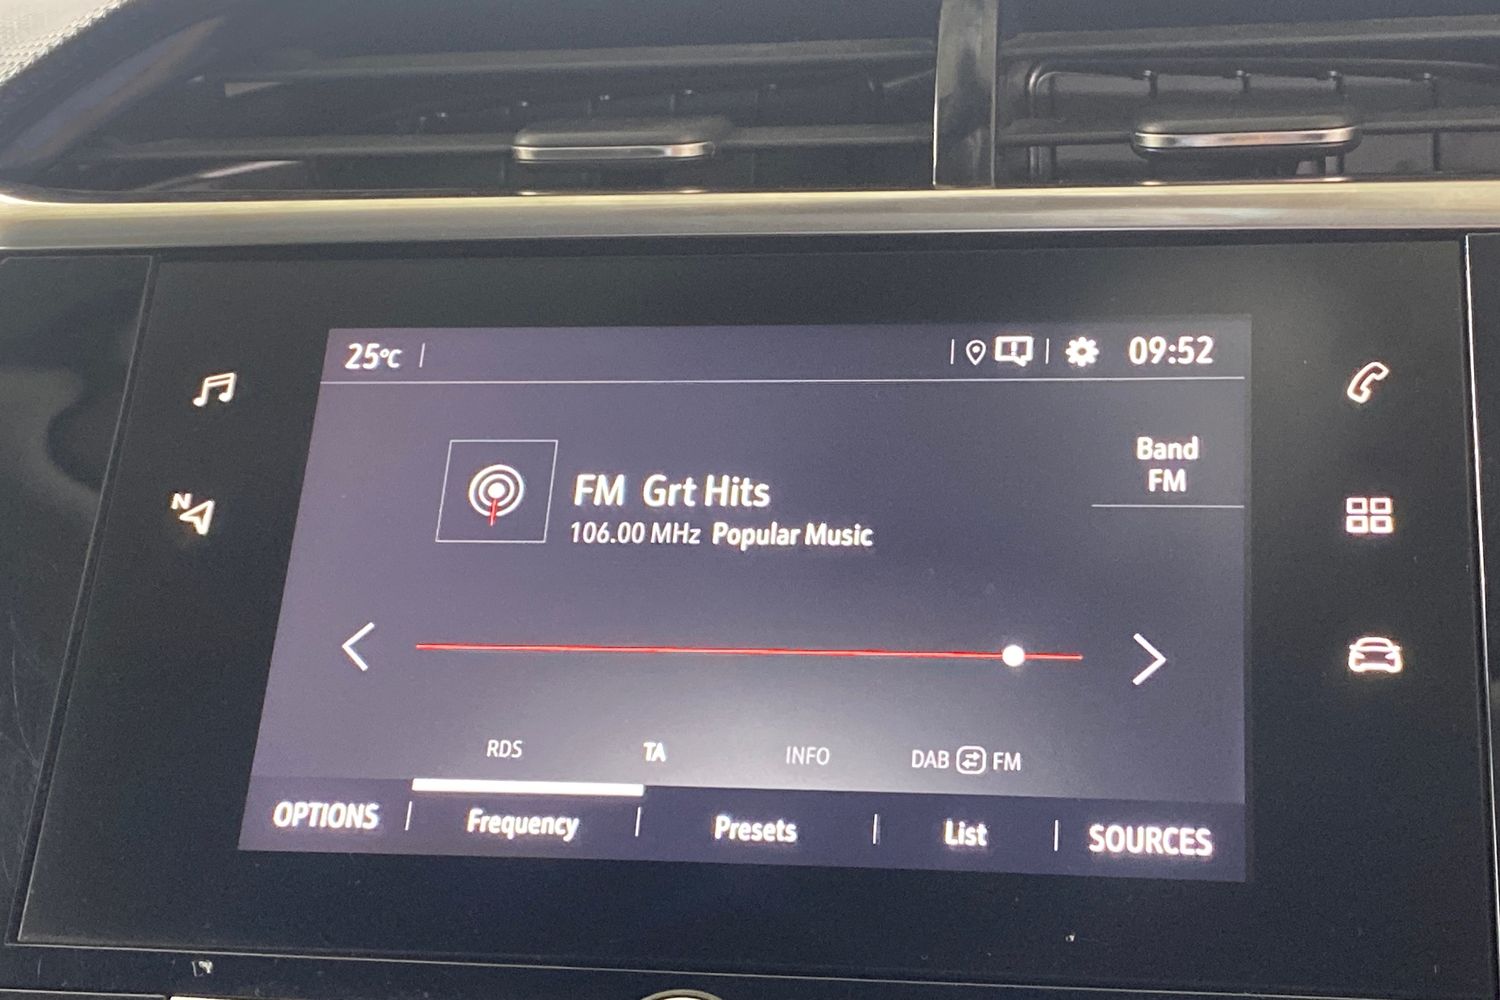 25°C
09:52
Band
FM
FM Grt Hits
106.00 MHz Popular Music
N
RDS TA INFO DAB FM
OPTIONS Frequency Presets List SOURCES